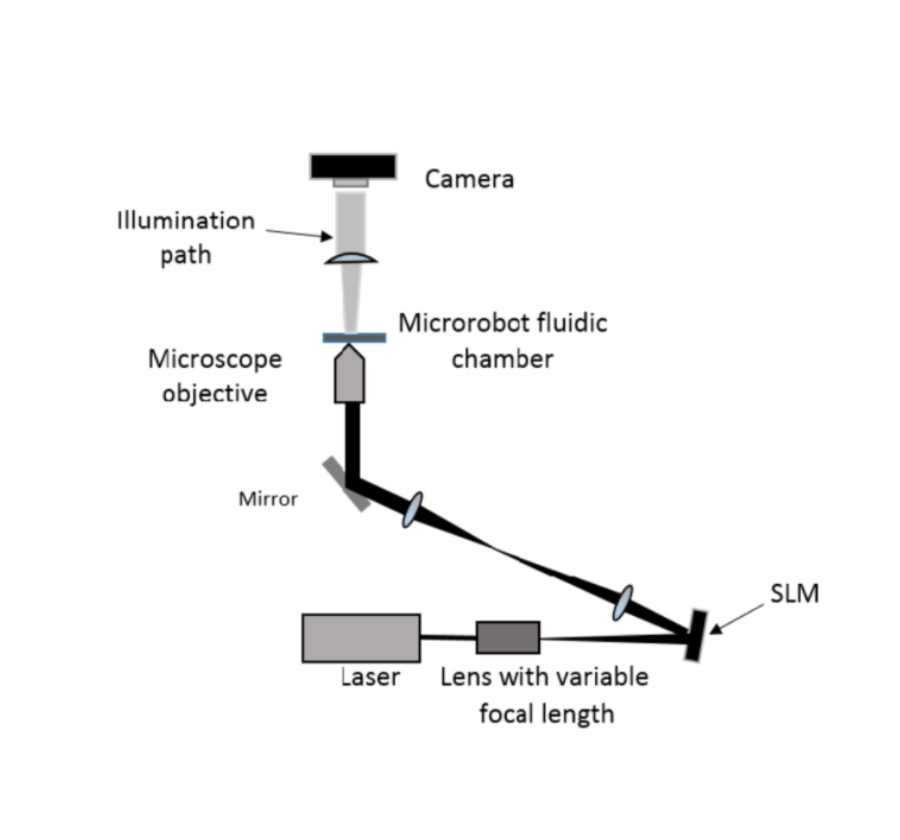 Camera
Illumination
path
Microrobot fluidic
chamber
Microscope
objective
Mirror
SLM
Laser
Lens with variable
focal length